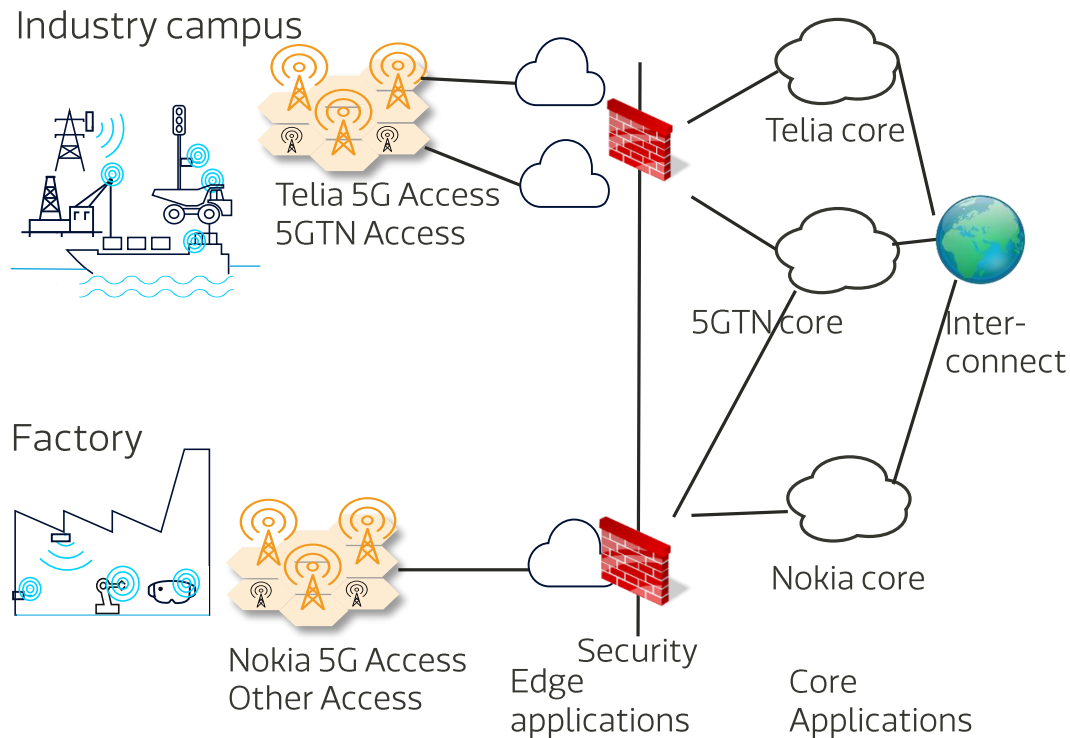 Industry campus
Telia core
Telia 5G Access
5GTN Access
5GTN core
Inter-
connect
Factory
Nokia core
Nokia 5G Access
Other Access
Security
Edge
applications
Core
Applications